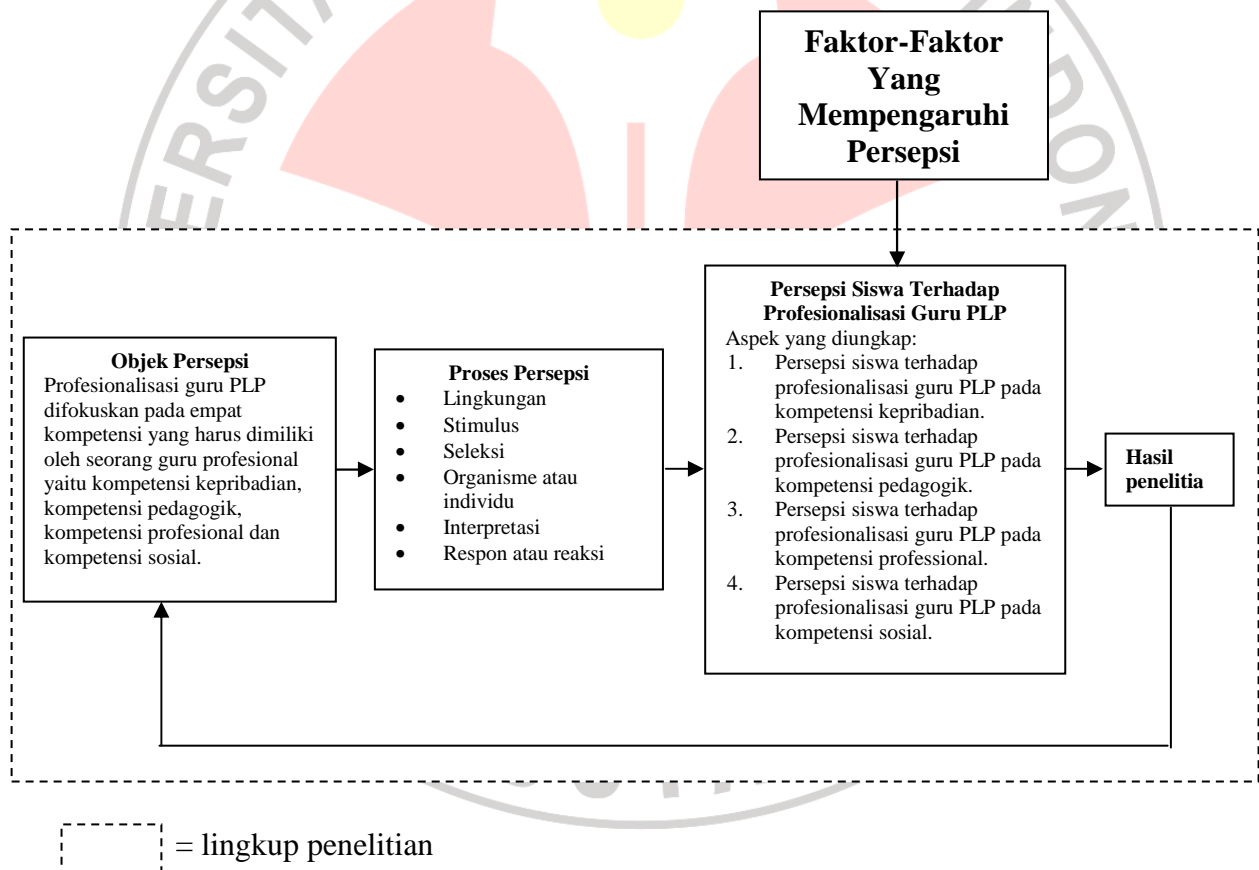 Faktor-Faktor
Yang
Mempengaruhi
Persepsi
Objek Persepsi
Profesionalisasi guru PLP
difokuskan pada empat
kompetensi yang harus dimiliki
oleh seorang guru profesional
yaitu kompetensi kepribadian,
kompetensi pedagogik,
kompetensi profesional dan
kompetensi sosial.
Proses Persepsi
• Lingkungan
• Stimulus
• Seleksi
• Organisme atau
individu
• Interpretasi
• Respon atau reaksi
Persepsi Siswa Terhadap
Profesionalisasi Guru PLP
Aspek yang diungkap:
1. Persepsi siswa terhadap
profesionalisasi guru PLP pada
kompetensi kepribadian.
2. Persepsi siswa terhadap
profesionalisasi guru PLP pada
kompetensi pedagogik.
3. Persepsi siswa terhadap
profesionalisasi guru PLP pada
kompetensi professional.
4. Persepsi siswa terhadap
profesionalisasi guru PLP pada
kompetensi sosial.
Hasil
penelitia
= lingkup penelitian